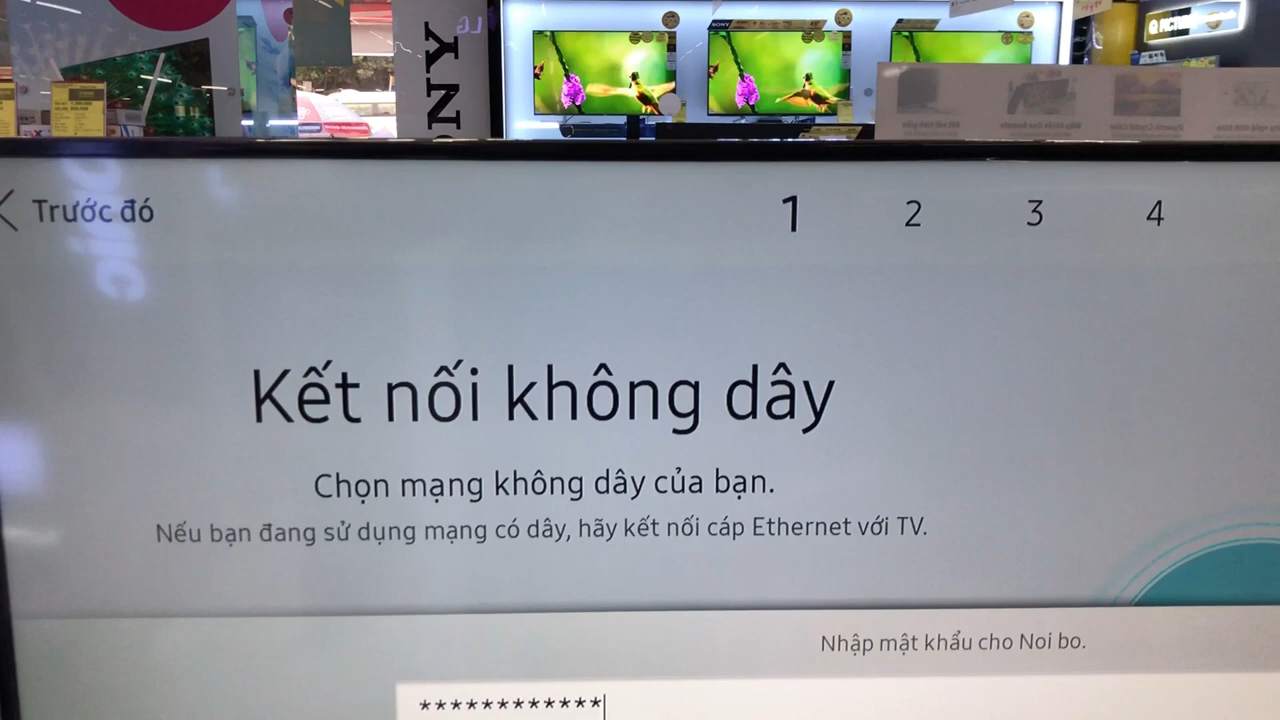 SONY
SONY
Trước đó
1 2 3 4
Kết nối không dây
Chọn mạng không dây của bạn.
Nếu bạn đang sử dụng mạng có dây, hãy kết nối cáp Ethernet với TV.
Nhập mật khẩu cho Noi bo.
************